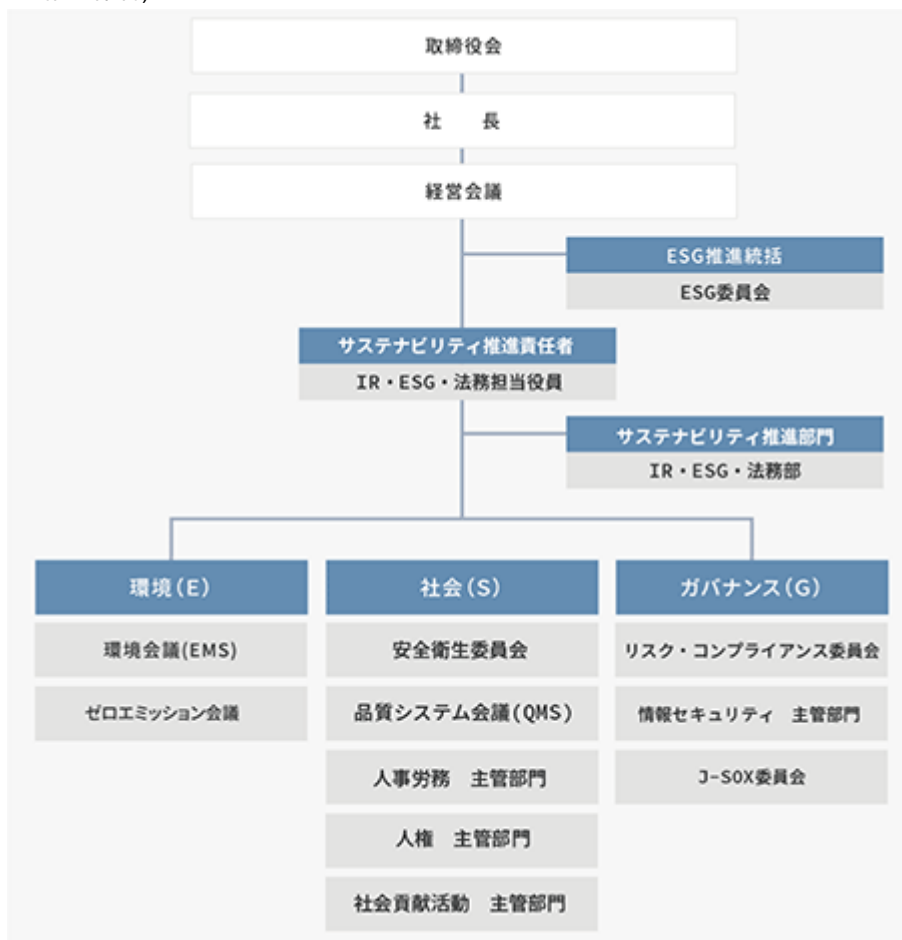 取締役会
社　　長
経営会議
ESG推進統括
ESG委員会
サステナビリティ推進責任者
IR・ESG・法務担当役員
サステナビリティ推進部門
IR・ESG・法務部
環境(E)
環境会議(EMS)
ゼロエミッション会議
社会(S)
安全衛生委員会
品質システム会議(QMS)
人事労務　主管部門
人権　主管部門
社会貢献活動　主管部門
ガバナンス(G)
リスク・コンプライアンス委員会
情報セキュリティ　主管部門
J-SOX委員会